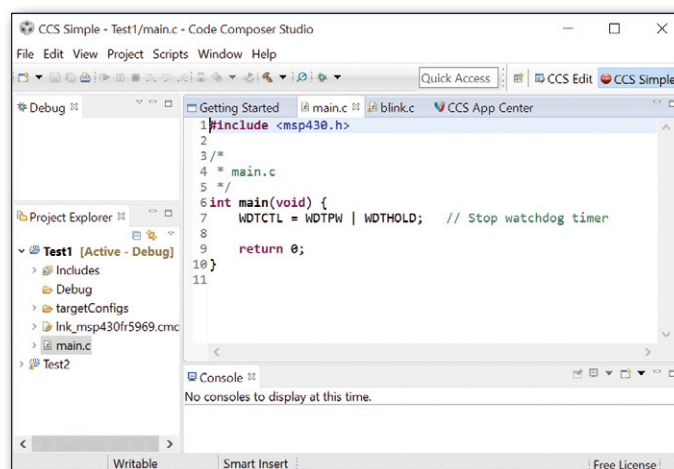 CCS Simple - Test1/main.c - Code Composer Studio
File Edit View Project Scripts Window Help
Quick Access
CCS Edit
CCS Simple
Debug
Project Explorer
Test1 [Active - Debug]
Includes
Debug
targetConfigs
lnk_msp430fr5969.cmc
main.c
Test2
Getting Started
main.c
blink.c
CCS App Center
1 #include <msp430.h>
2
3 /*
4 * main.c
5 */
6 int main(void) {
7 WDTCTL = WDTPW | WDTHOLD; // Stop watchdog timer
8
9 return 0;
10 }
11
Console
No consoles to display at this time.
Writable
Smart Insert
Free License